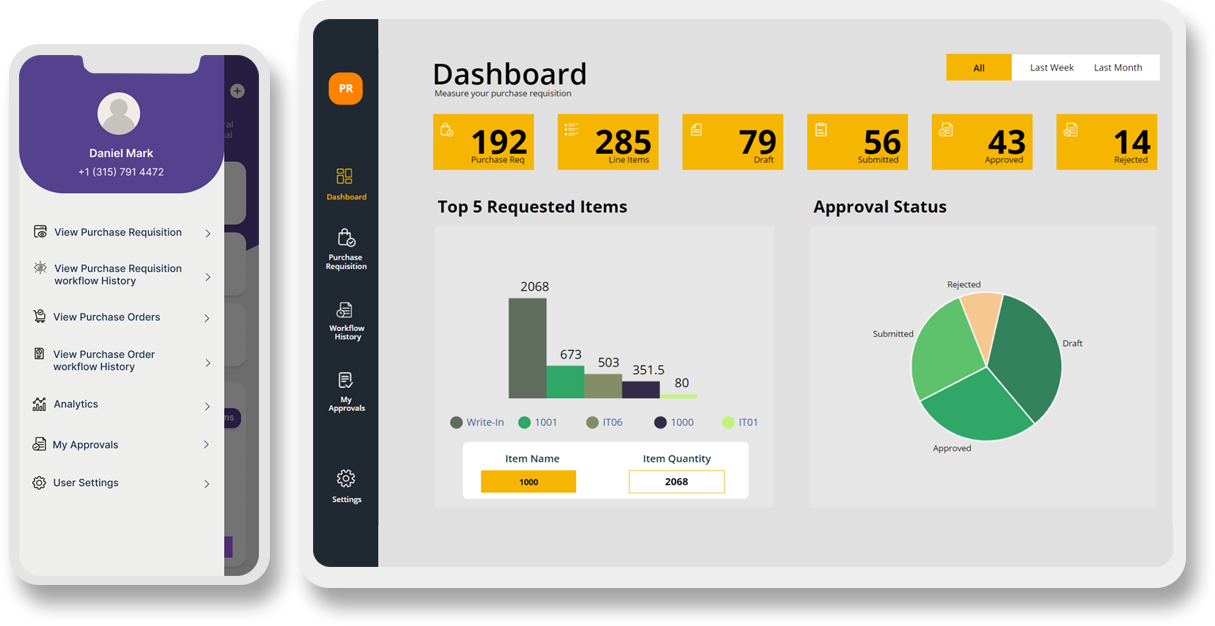 Daniel Mark
+1 (315) 791 4472
View Purchase Requisition
View Purchase Requisition
workflow History
View Purchase Orders
View Purchase Order
workflow History
Analytics
My Approvals
User Settings
PR
Dashboard
Purchase
Requisition
Workflow
History
My
Approvals
Settings
Dashboard
Measure your purchase requisition
All
Last Week
Last Month
192
Purchase Req
285
Line Items
79
Draft
56
Submitted
43
Approved
14
Rejected
Top 5 Requested Items
2068
673
503
351.5
80
Write-In
1001
IT06
1000
IT01
Item Name
Item Quantity
1000
2068
Approval Status
Rejected
Submitted
Draft
Approved